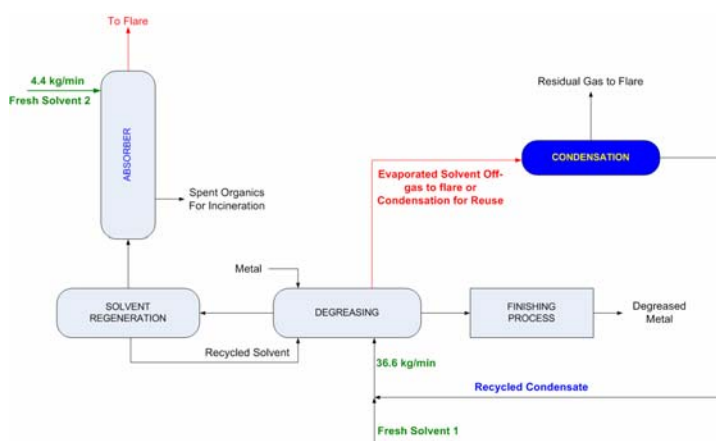 To Flare
4.4 kg/min
Fresh Solvent 2
ABSORBER
Residual Gas to Flare
CONDENSATION
Evaporated Solvent Off-
gas to flare or
Condensation for Reuse
Spent Organics
For Incineration
Metal
SOLVENT
REGENERATION
DEGREASING
FINISHING
PROCESS
Degreased
Metal
Recycled Solvent
36.6 kg/min
Recycled Condensate
Fresh Solvent 1